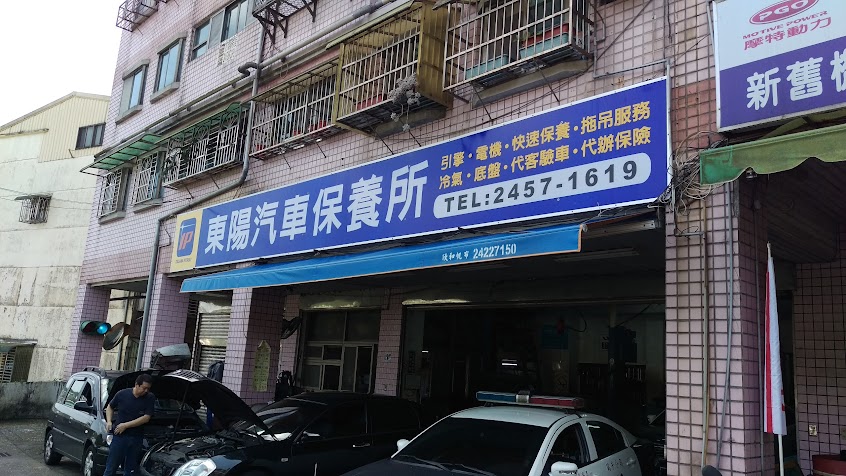 PGO
MOTIVE POWER
摩特動力
新舊機
引擎·電機·快速保養·拖吊服務
冷氣·底盤·代客驗車·代辦保險
東陽汽車保養所
TEL:2457-1619
TP
24227150